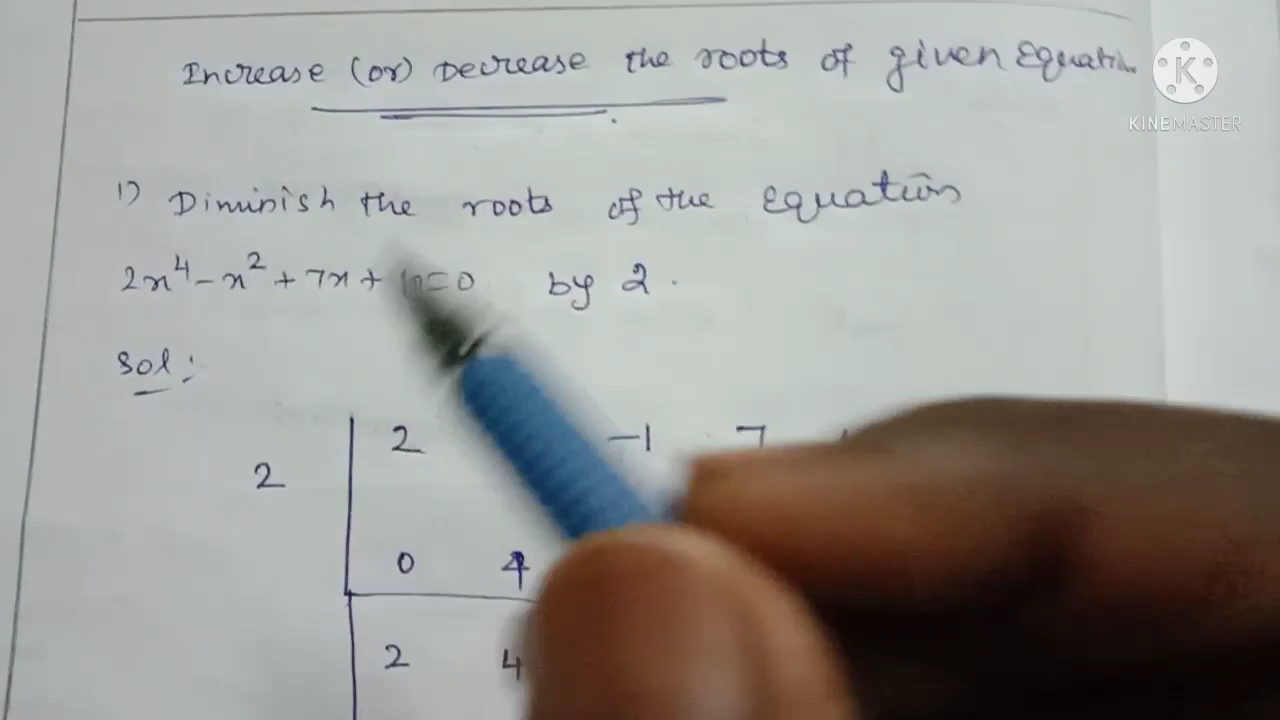 Increase (or) Decrease the roots of given Equation
KINEMASTER
1) Diminish the roots of the Equation
2x⁴ - x² + 7x + =0 by 2.
Sol:
2 -1 7
2
0 4
2 4